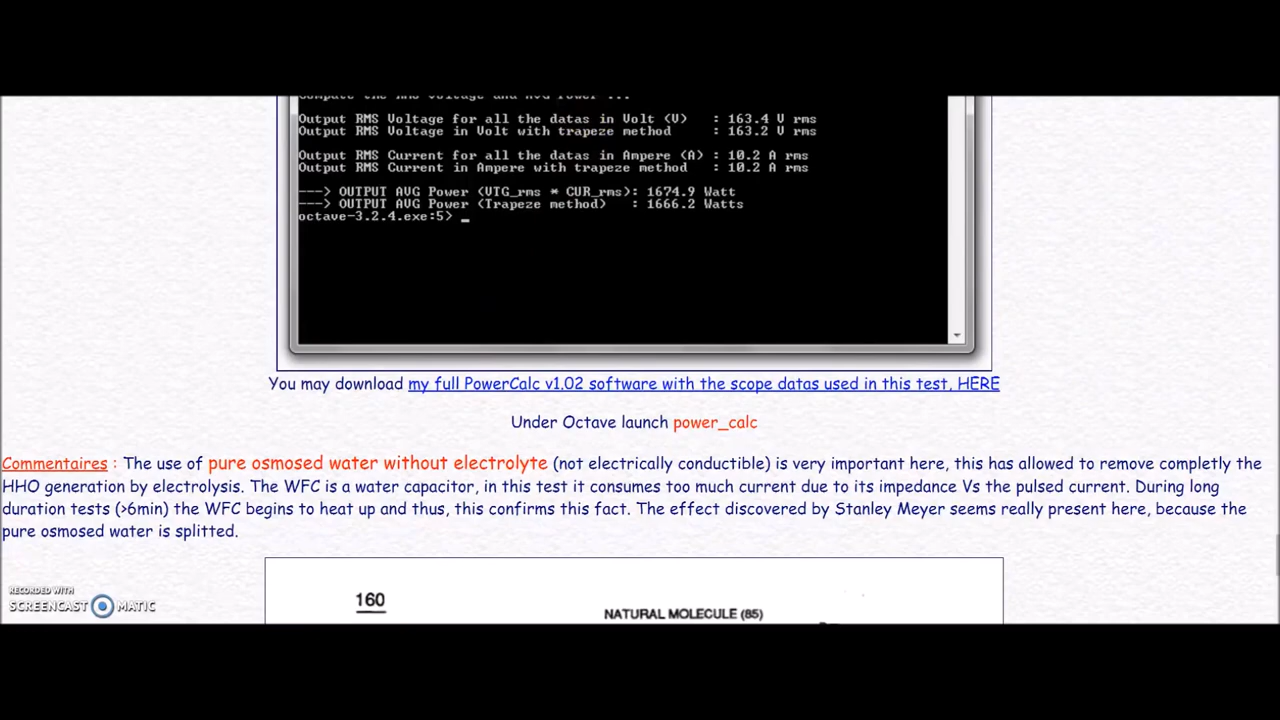 Output RMS Voltage for all the datas in Volt (V) : 163.4 V rms
Output RMS Voltage in Volt with trapeze method : 163.2 V rms
Output RMS Current for all the datas in Ampere (A) : 10.2 A rms
Output RMS Current in Ampere with trapeze method : 10.2 A rms
---> OUTPUT AVG Power (VTG_rms * CUR_rms): 1674.9 Watt
---> OUTPUT AVG Power (Trapeze method) : 1666.2 Watts
octave-3.2.4.exe:5> _
You may download my full PowerCalc v1.02 software with the scope datas used in this test, HERE
Under Octave launch power_calc
Commentaires : The use of pure osmosed water without electrolyte (not electrically conductible) is very important here, this has allowed to remove completly the
HHO generation by electrolysis. The WFC is a water capacitor, in this test it consumes too much current due to its impedance Vs the pulsed current. During long
duration tests (>6min) the WFC begins to heat up and thus, this confirms this fact. The effect discovered by Stanley Meyer seems really present here, because the
pure osmosed water is splitted.
160
NATURAL MOLECULE (85)
RECORDED WITH
SCREENCAST MATIC